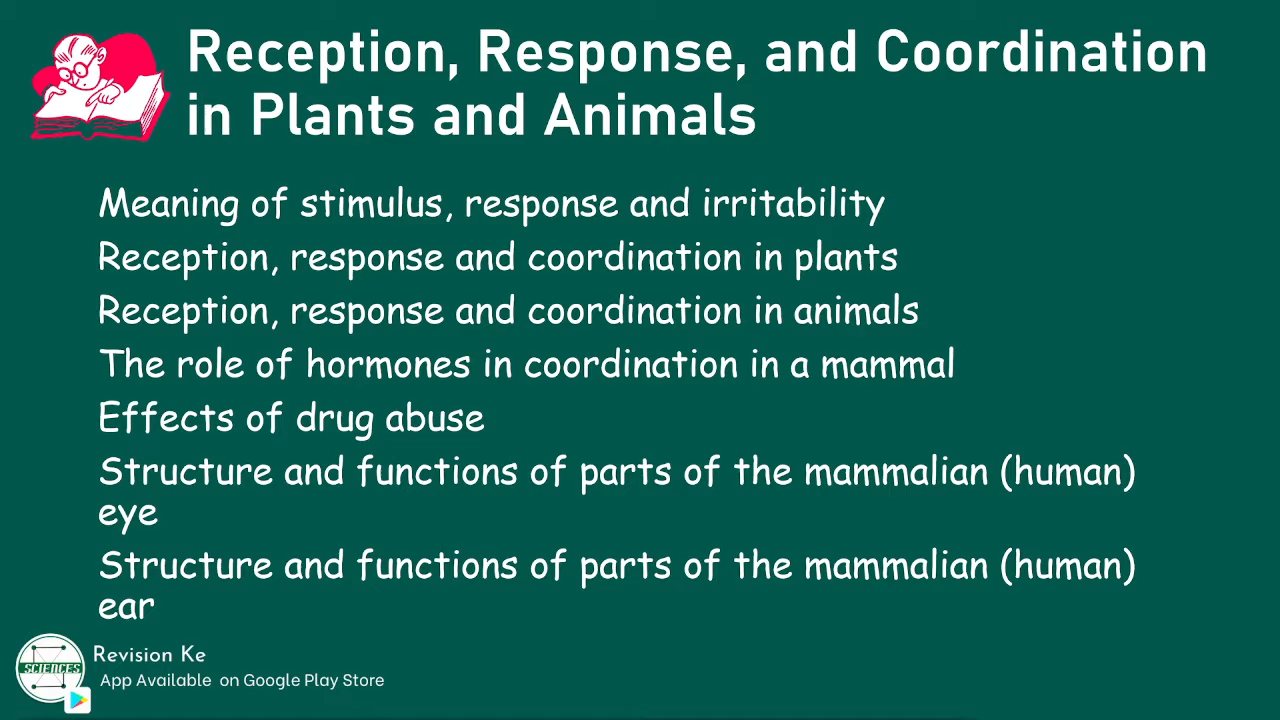 Reception, Response, and Coordination
in Plants and Animals
Meaning of stimulus, response and irritability
Reception, response and coordination in plants
Reception, response and coordination in animals
The role of hormones in coordination in a mammal
Effects of drug abuse
Structure and functions of parts of the mammalian (human)
eye
Structure and functions of parts of the mammalian (human)
ear
SCIENCES
Revision Ke
App Available on Google Play Store